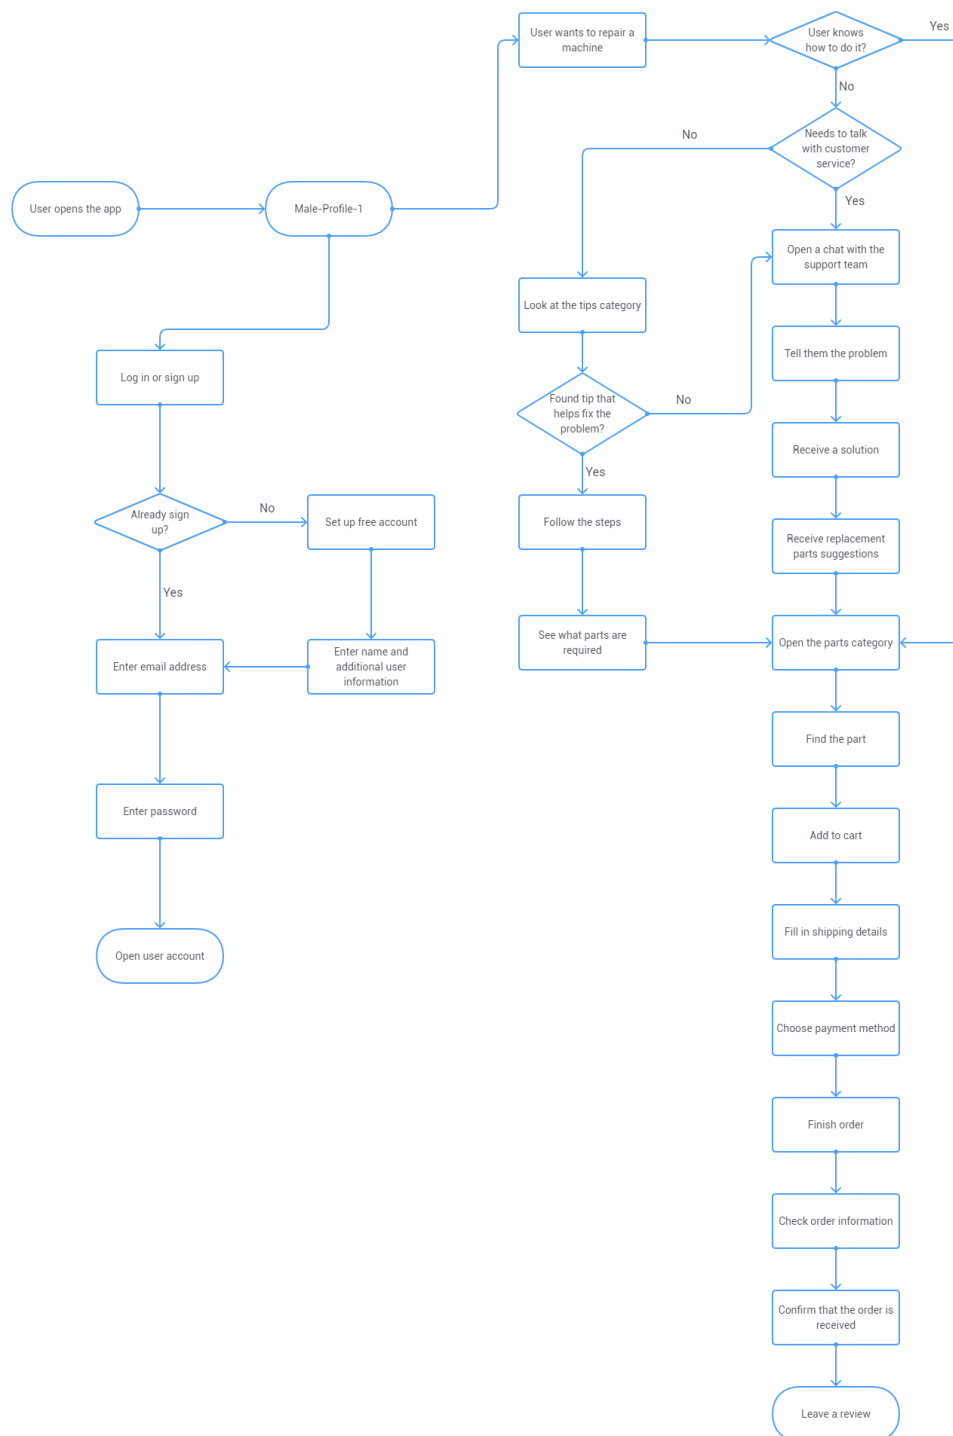 User wants to repair a
machine
User knows
how to do it?
Yes
No
Needs to talk
with customer
service?
No
Yes
User opens the app
Male-Profile-1
Open a chat with the
support team
Look at the tips category
Tell them the problem
Log in or sign up
Found tip that
helps fix the
problem?
No
Yes
Receive a solution
Already sign
up?
No
Yes
Set up free account
Follow the steps
Receive replacement
parts suggestions
See what parts are
required
Open the parts category
Enter email address
Enter name and
additional user
information
Find the part
Enter password
Add to cart
Fill in shipping details
Open user account
Choose payment method
Finish order
Check order information
Confirm that the order is
received
Leave a review